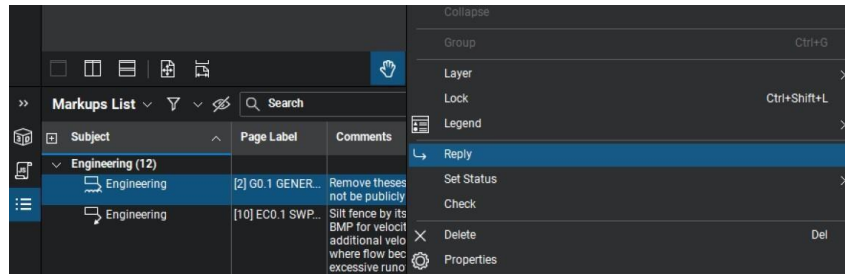 Collapse
Group Ctrl+G
Layer
Lock Ctrl+Shift+L
Legend
Reply
Set Status
Check
Delete Del
Properties
Markups List Search
Subject Page Label Comments
Engineering (12)
Engineering [2] G0.1 GENER... Remove theses
not be publicly
Engineering [10] EC0.1 SWP... Silt fence by its
BMP for velocit
additional velo
where flow bec
excessive runo